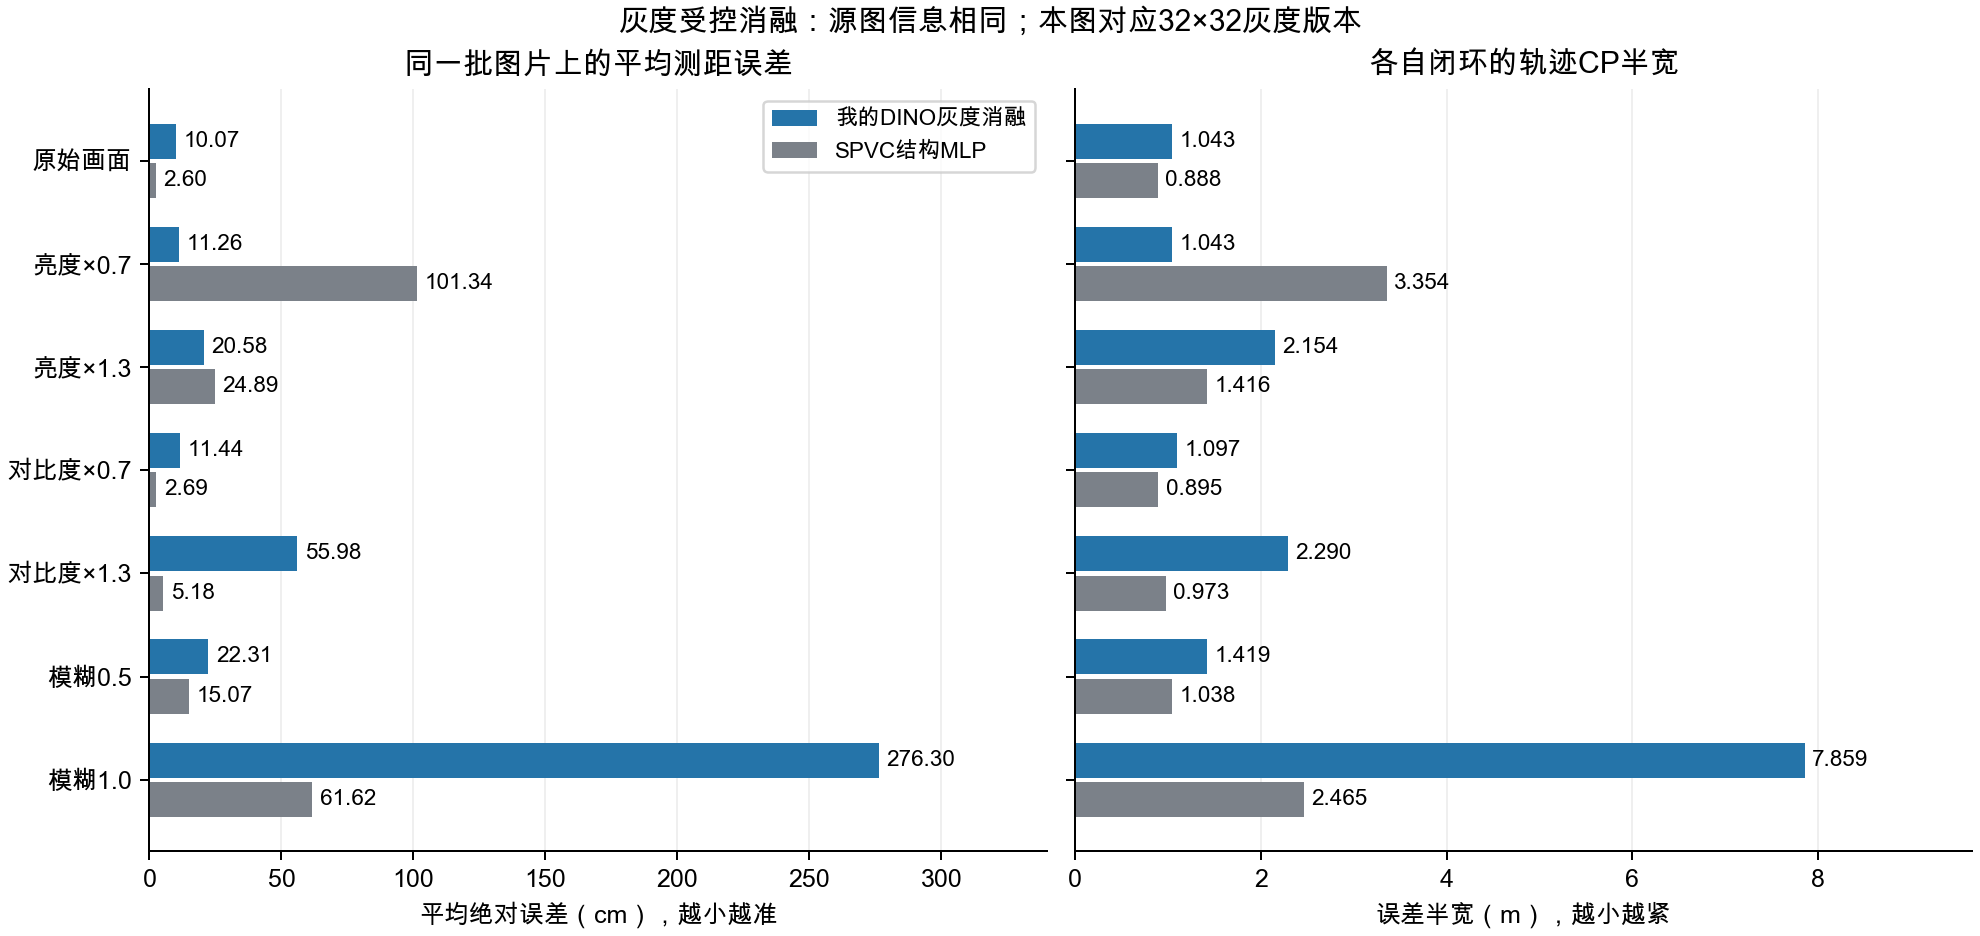 灰度受控消融：源图信息相同；本图对应32×32灰度版本
同一批图片上的平均测距误差
我的DINO灰度消融
SPVC结构MLP
原始画面
10.07
2.60
亮度×0.7
11.26
101.34
亮度×1.3
20.58
24.89
对比度×0.7
11.44
2.69
对比度×1.3
55.98
5.18
模糊0.5
22.31
15.07
模糊1.0
276.30
61.62
0 50 100 150 200 250 300
平均绝对误差（cm），越小越准
各自闭环的轨迹CP半宽
1.043
0.888
1.043
3.354
2.154
1.416
1.097
0.895
2.290
0.973
1.419
1.038
7.859
2.465
0 2 4 6 8
误差半宽（m），越小越紧